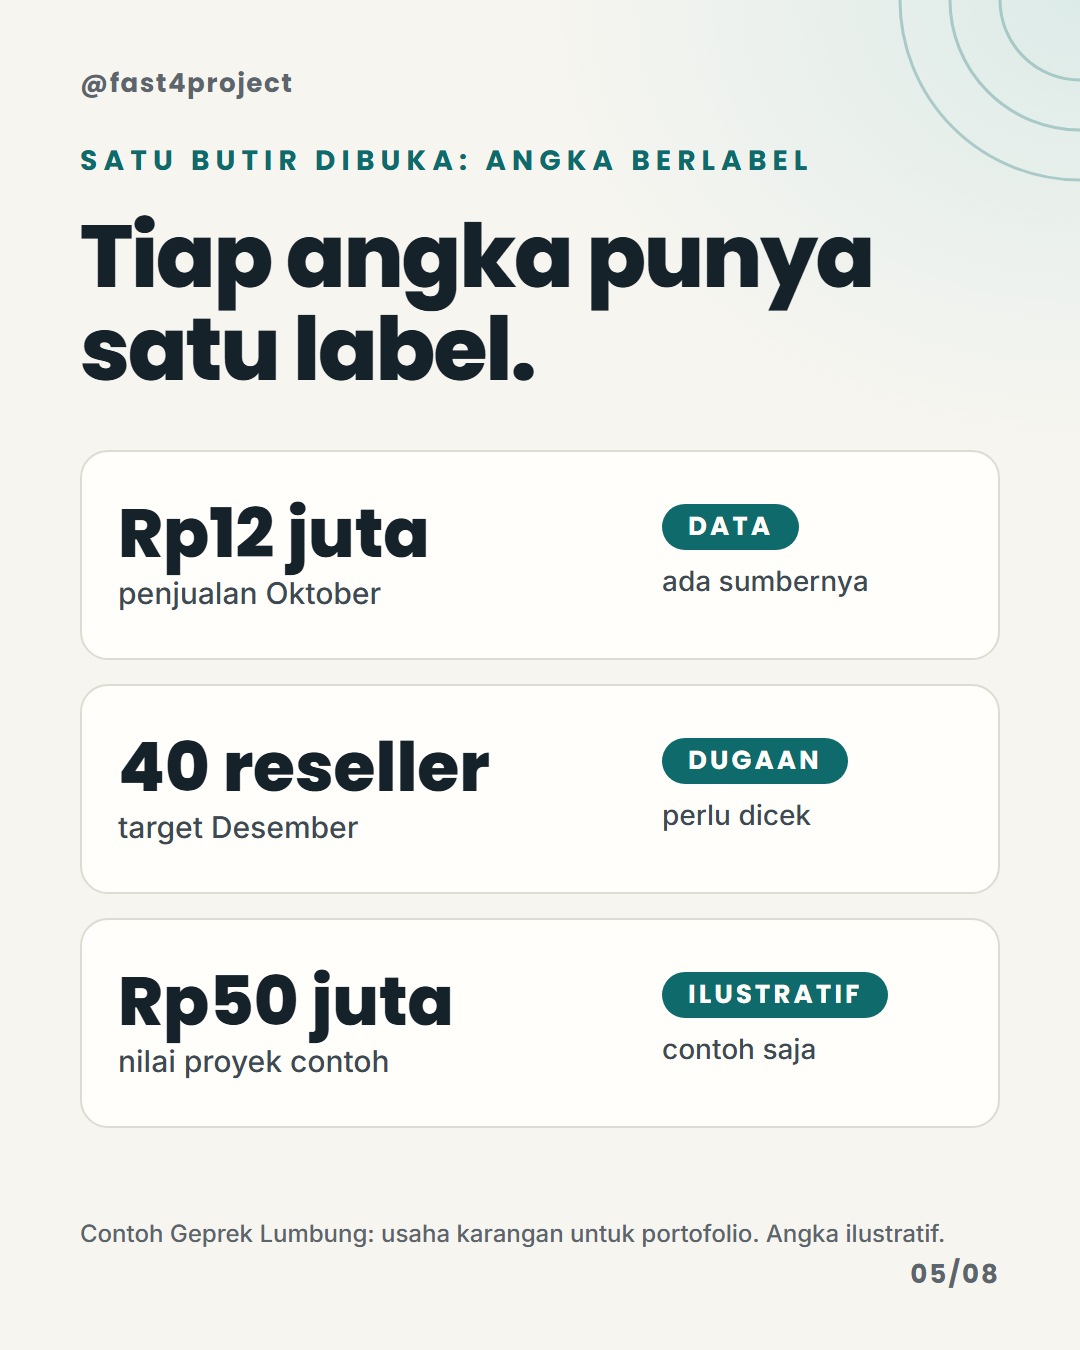 @fast4project
SATU BUTIR DIBUKA: ANGKA BERLABEL
Tiap angka punya
satu label.
Rp12 juta
penjualan Oktober
DATA
ada sumbernya
40 reseller
target Desember
DUGAAN
perlu dicek
Rp50 juta
nilai proyek contoh
ILUSTRATIF
contoh saja
Contoh Geprek Lumbung: usaha karangan untuk portofolio. Angka ilustratif.
05/08